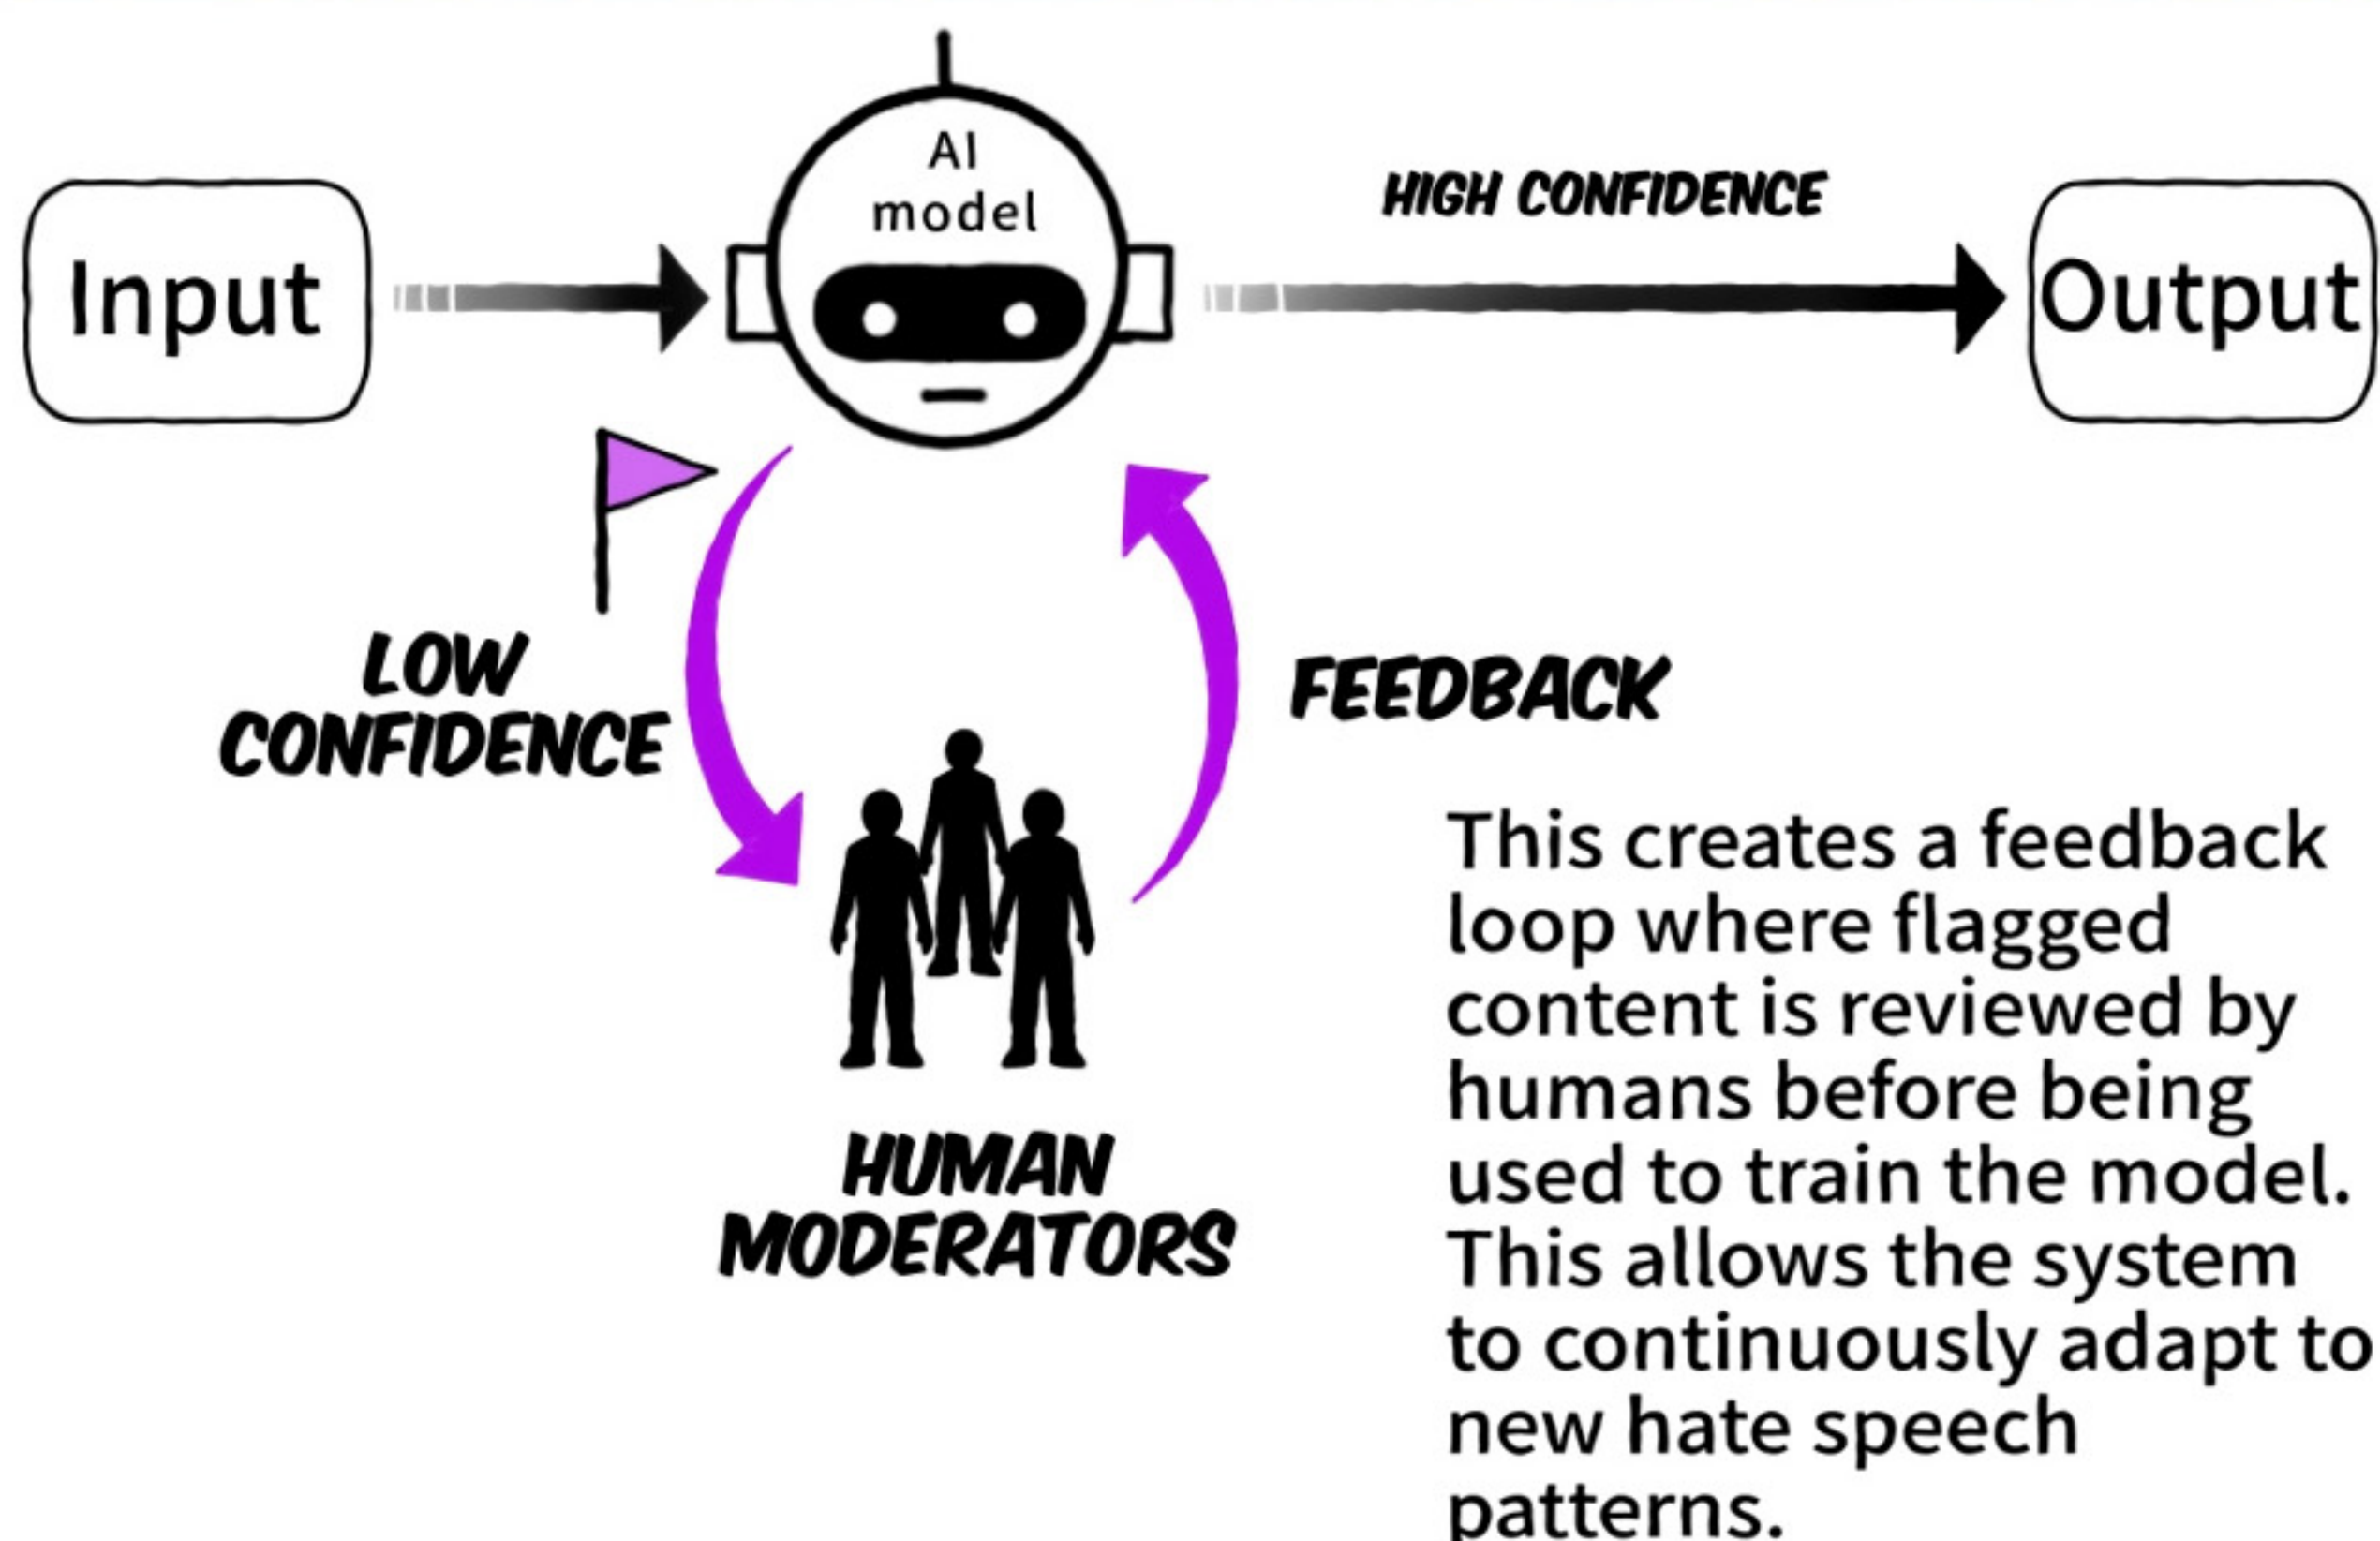 AI
model
HIGH CONFIDENCE
Input
Output
LOW
CONFIDENCE
FEEDBACK
This creates a feedback
loop where flagged
content is reviewed by
humans before being
used to train the model.
This allows the system
to continuously adapt to
new hate speech
patterns.
HUMAN
MODERATORS